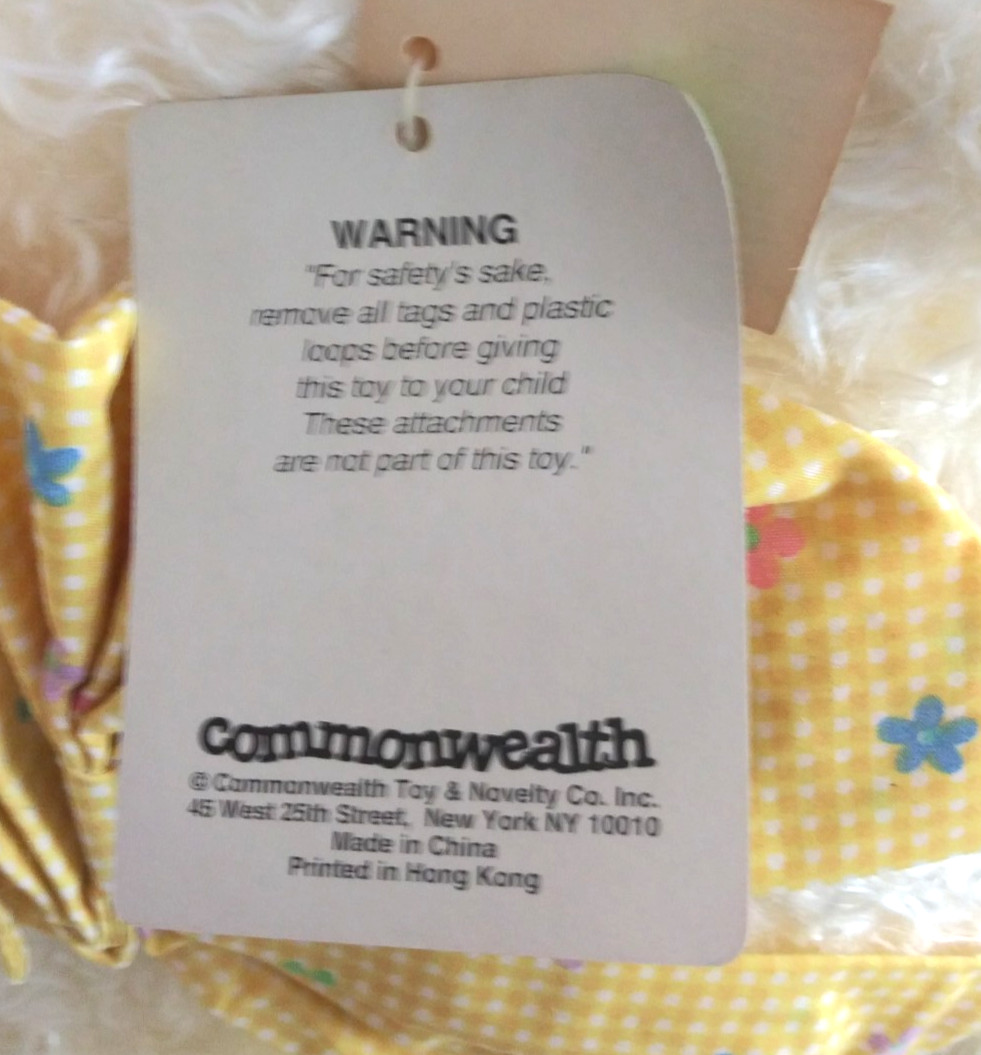 WARNING
"For safety's sake,
remove all tags and plastic
loops before giving
this toy to your child
These attachments
are not part of this toy."
commonwealth
© Commonwealth Toy & Novelty Co. Inc.
45 West 25th Street, New York NY 10010
Made in China
Printed in Hong Kong